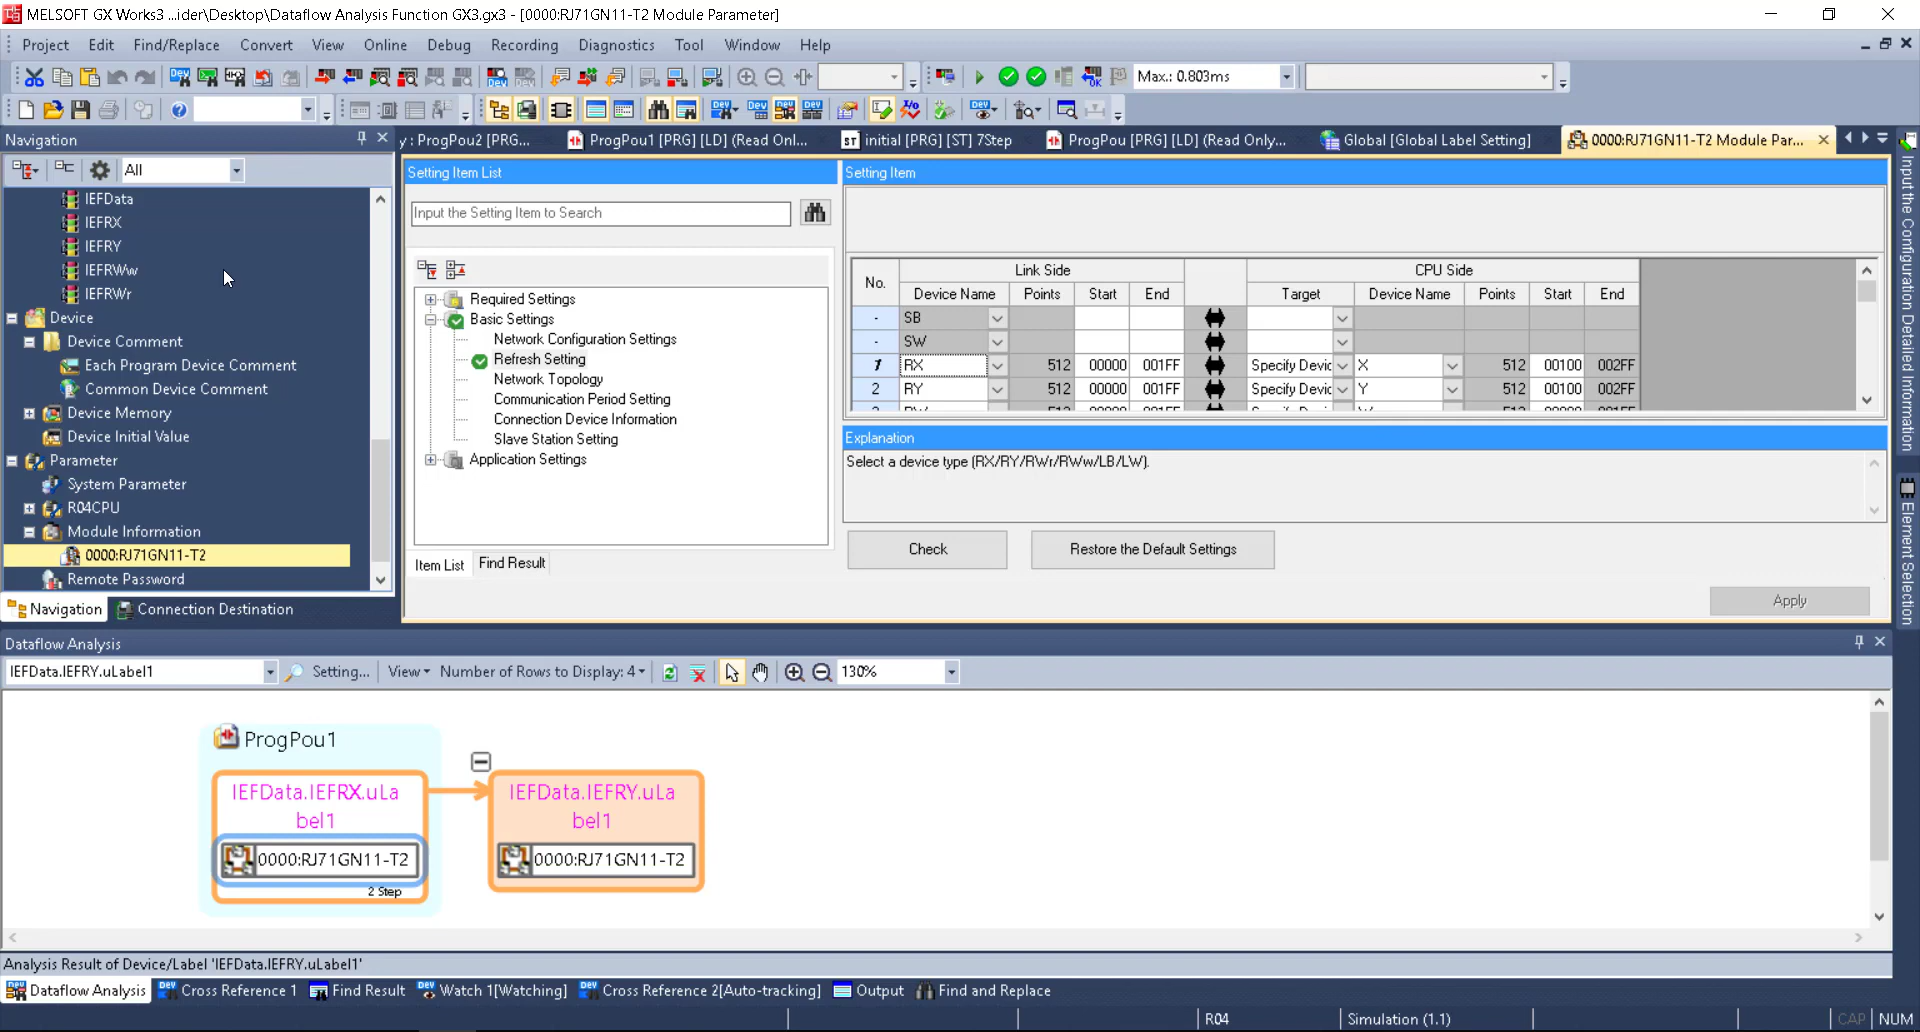 MELSOFT GX Works3 ...ider\Desktop\Dataflow Analysis Function GX3.gx3 - [0000:RJ71GN11-T2 Module Parameter]
Project Edit Find/Replace Convert View Online Debug Recording Diagnostics Tool Window Help
Max.: 0.803ms
Navigation
y : ProgPou2 [PRG... ProgPou1 [PRG] [LD] (Read Onl... initial [PRG] [ST] 7Step ProgPou [PRG] [LD] (Read Only... Global [Global Label Setting] 0000:RJ71GN11-T2 Module Par...
All
IEFData
IEFRX
IEFRY
IEFRWw
IEFRWr
Device
Device Comment
Each Program Device Comment
Common Device Comment
Device Memory
Device Initial Value
Parameter
System Parameter
R04CPU
Module Information
0000:RJ71GN11-T2
Remote Password
Navigation Connection Destination
Setting Item List
Input the Setting Item to Search
Required Settings
Basic Settings
Network Configuration Settings
Refresh Setting
Network Topology
Communication Period Setting
Connection Device Information
Slave Station Setting
Application Settings
Item List Find Result
Setting Item
No. Link Side CPU Side
Device Name Points Start End Target Device Name Points Start End
- SB
- SW
1 RX 512 00000 001FF Specify Devic X 512 00100 002FF
2 RY 512 00000 001FF Specify Devic Y 512 00100 002FF
Explanation
Select a device type (RX/RY/RWr/RWw/LB/LW).
Check Restore the Default Settings
Apply
Input the Configuration Detailed Information
Element Selection
Dataflow Analysis
IEFData.IEFRY.uLabel1 Setting... View Number of Rows to Display: 4 130%
ProgPou1
IEFData.IEFRX.uLa
bel1
0000:RJ71GN11-T2
2 Step
IEFData.IEFRY.uLa
bel1
0000:RJ71GN11-T2
Analysis Result of Device/Label 'IEFData.IEFRY.uLabel1'
Dataflow Analysis Cross Reference 1 Find Result Watch 1[Watching] Cross Reference 2[Auto-tracking] Output Find and Replace
R04 Simulation (1.1) CAP NUM